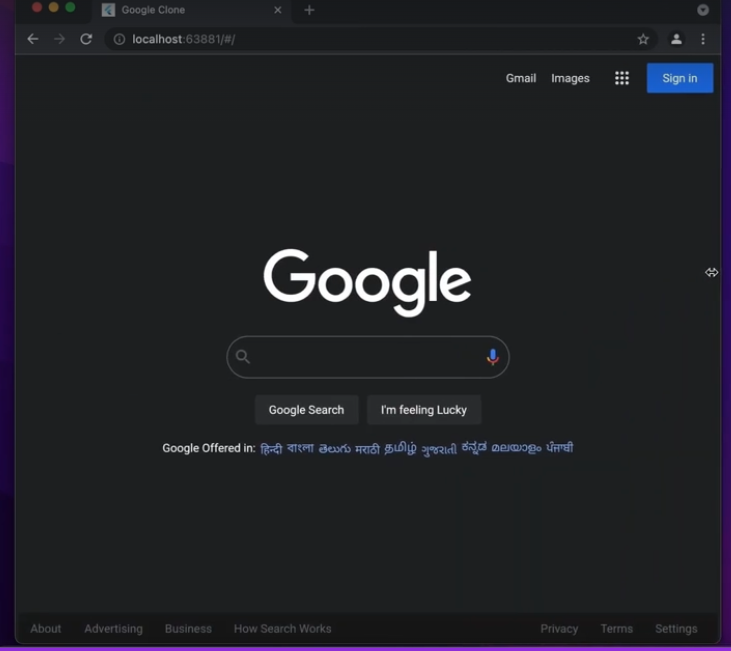 Google Clone
localhost:63881/#/
Gmail Images Sign in
Google
Google Search I'm feeling Lucky
Google Offered in: हिन्दी বাংলা తెలుగు मराठी தமிழ் ગુજરાતી ಕನ್ನಡ മലയാളം ਪੰਜਾਬੀ
About Advertising Business How Search Works Privacy Terms Settings